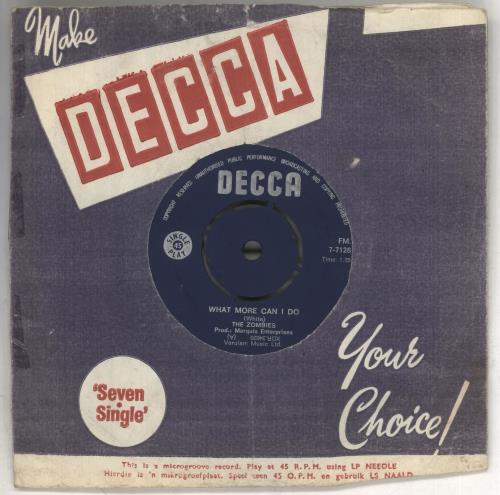 Make
DECCA
COPYRIGHT RESERVED UNAUTHORISED PUBLIC PERFORMANCE BROADCASTING AND COPYING PROHIBITED
DECCA
SINGLE
45
PLAY
FM.
7-7126
Time: 1.35
WHAT MORE CAN I DO
(White)
THE ZOMBIES
Prod.: Marquis Enterprises
(A)
Verulam Music Ltd.
'Seven
Single'
Your
Choice!
This is a microgroove record. Play at 45 R.P.M. using LP NEEDLE
Hierdie is 'n mikrogroefplaat. Speel teen 45 O.P.M. en gebruik LS NAALD